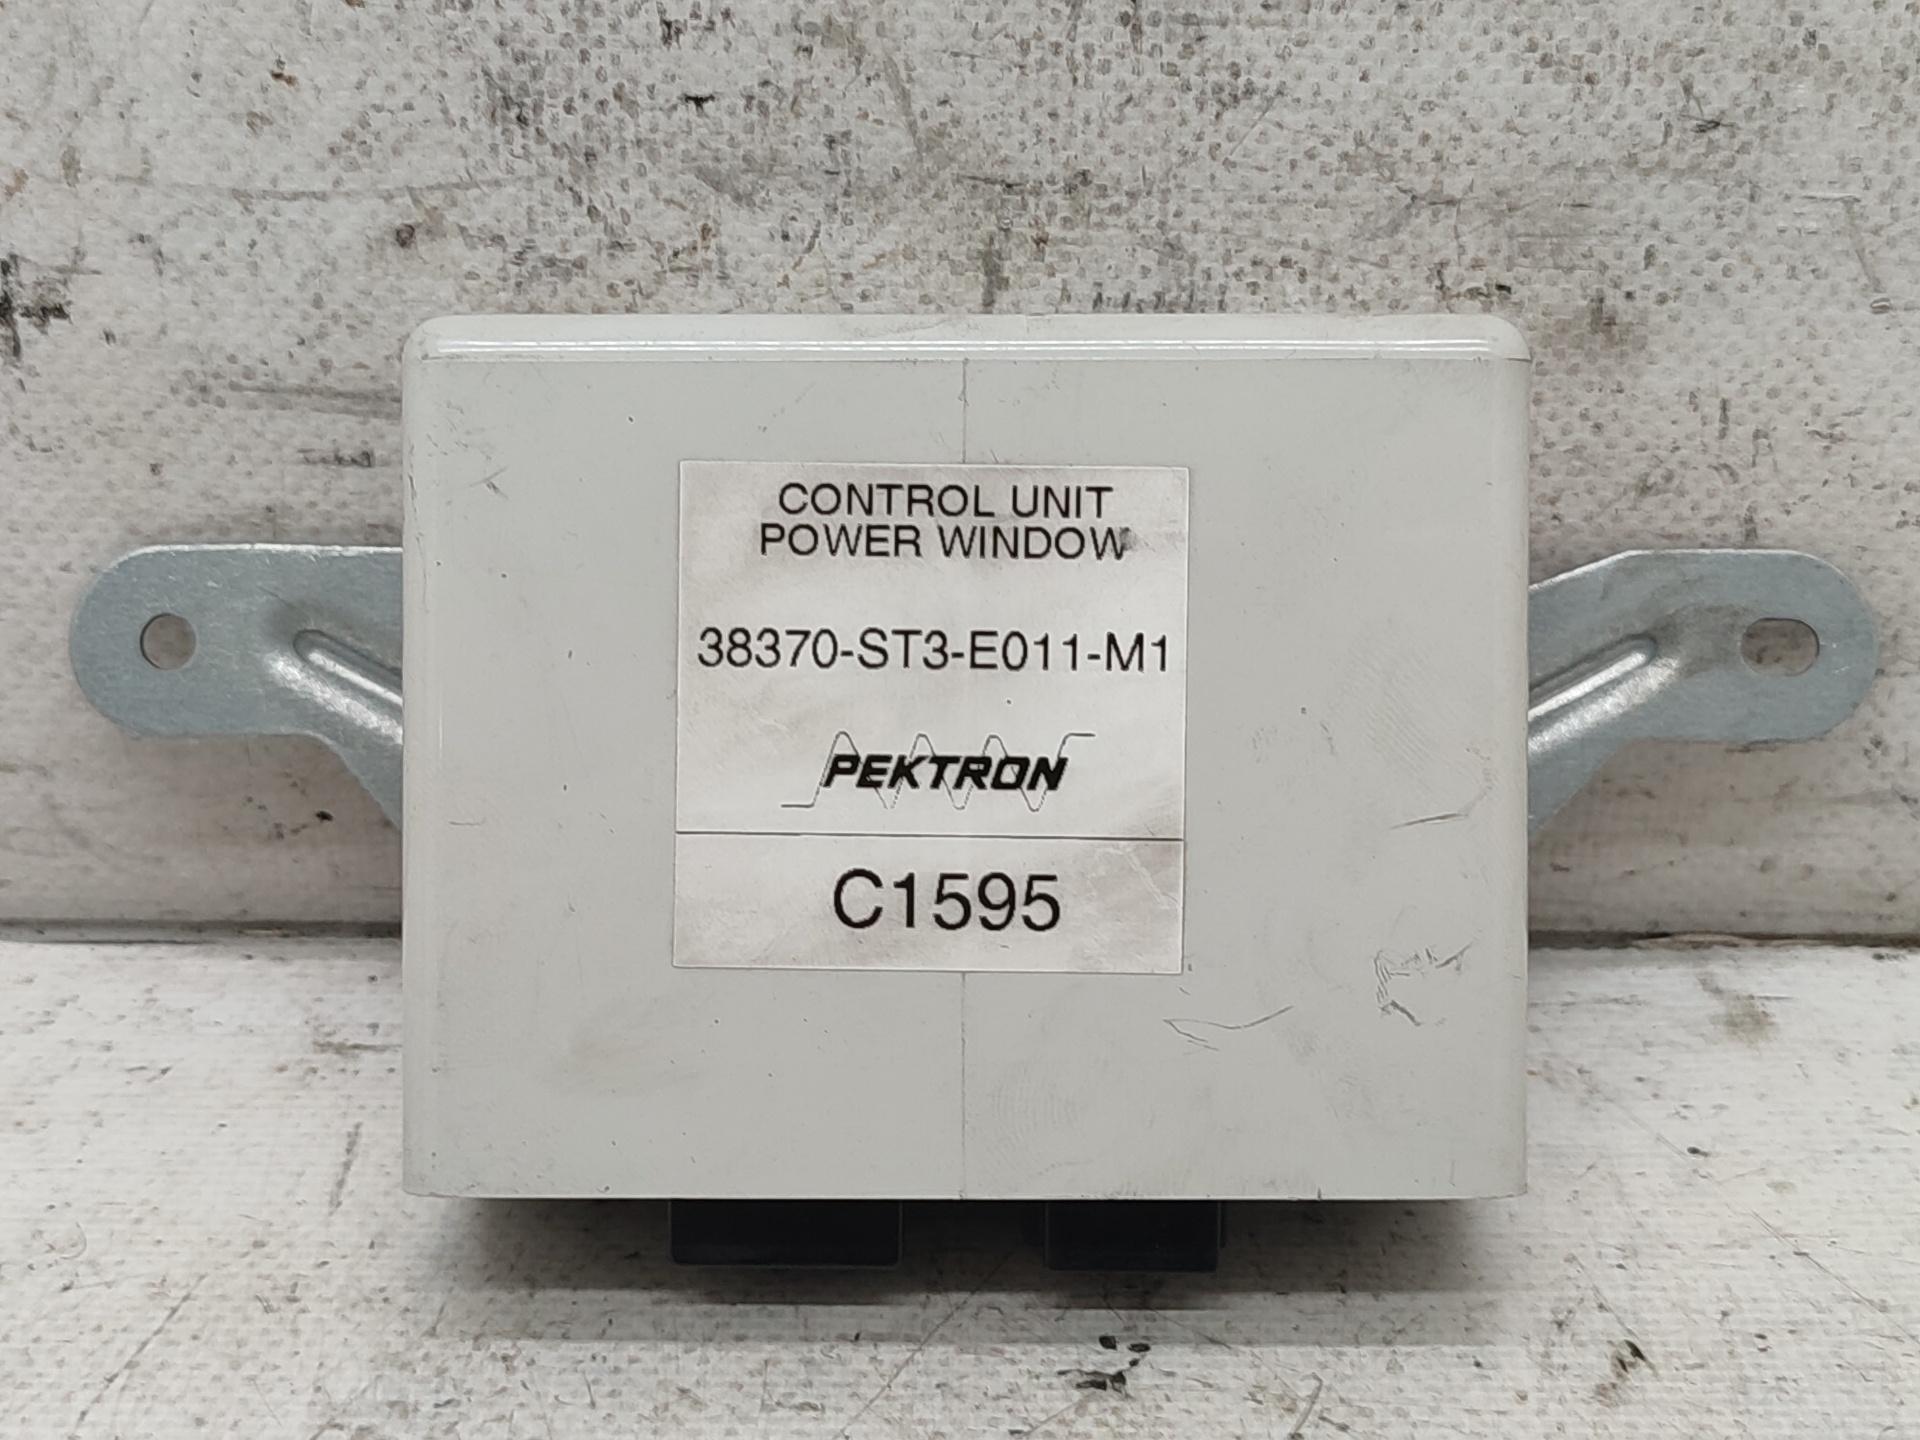 CONTROL UNIT
POWER WINDOW
38370-ST3-E011-M1
PEKTRON
C1595